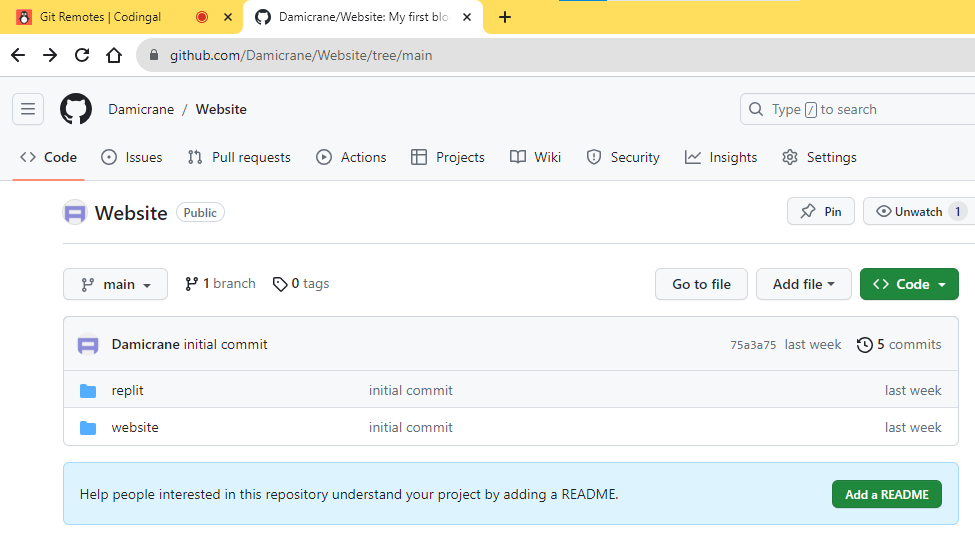 Git Remotes | Codingal
Damicrane/Website: My first blo
github.com/Damicrane/Website/tree/main
Damicrane / Website
Type / to search
Code Issues Pull requests Actions Projects Wiki Security Insights Settings
Website Public Pin Unwatch 1
main 1 branch 0 tags Go to file Add file Code
Damicrane initial commit 75a3a75 last week 5 commits
replit initial commit last week
website initial commit last week
Help people interested in this repository understand your project by adding a README. Add a README